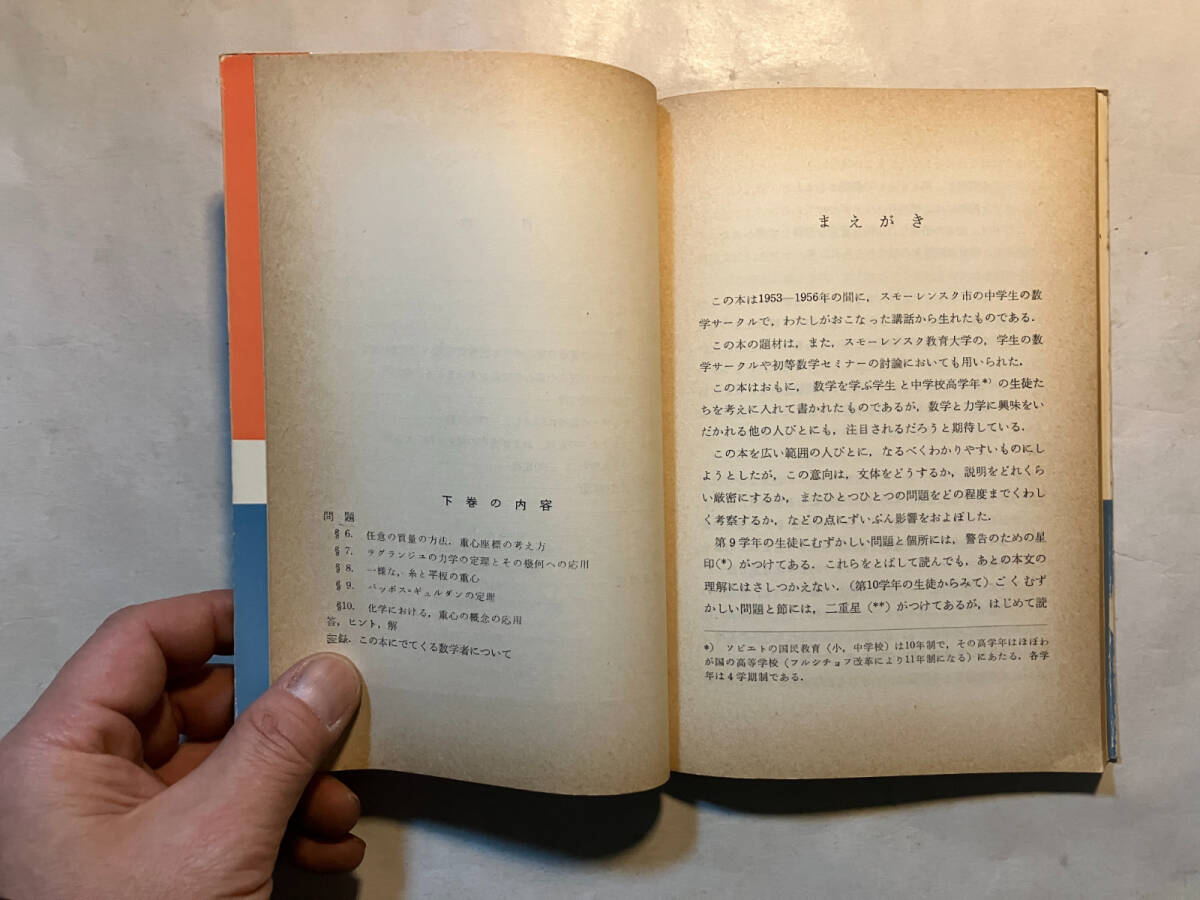 下巻の内容
問題
§6. 任意の質量の方法．重心座標の考え方
§7. ラグランジュの力学の定理とその幾何への応用
§8. 一様な，糸と平板の重心
§9. パッポス=ギュルダンの定理
§10. 化学における，重心の概念の応用
答，ヒント，解
記録．この本にでてくる数学者について
まえがき
この本は1953—1956年の間に，スモーレンスク市の中学生の数
学サークルで，わたしがおこなった講話から生れたものである．
この本の題材は，また，スモーレンスク教育大学の，学生の数
学サークルや初等数学セミナーの討論においても用いられた．
この本はおもに，数学を学ぶ学生と中学校高学年*）の生徒た
ちを考えに入れて書かれたものであるが，数学と力学に興味をい
だかれる他の人びとにも，注目されるだろうと期待している．
この本を広い範囲の人びとに，なるべくわかりやすいものにし
ようとしたが，この意向は，文体をどうするか，説明をどれくら
い厳密にするか，またひとつひとつの問題をどの程度までくわし
く考察するか，などの点にずいぶん影響をおよぼした．
第9学年の生徒にむずかしい問題と個所には，警告のための星
印(*)がつけてある．これらをとばして読んでも，あとの本文の
理解にはさしつかえない．（第10学年の生徒からみて）ごくむず
かしい問題と節には，二重星（**）がつけてあるが，はじめて読
*） ソビエトの国民教育（小，中学校）は10年制で，その高学年はほぼわ
が国の高等学校（フルシチョフ改革により11年制になる）にあたる．各学
年は4学期制である．